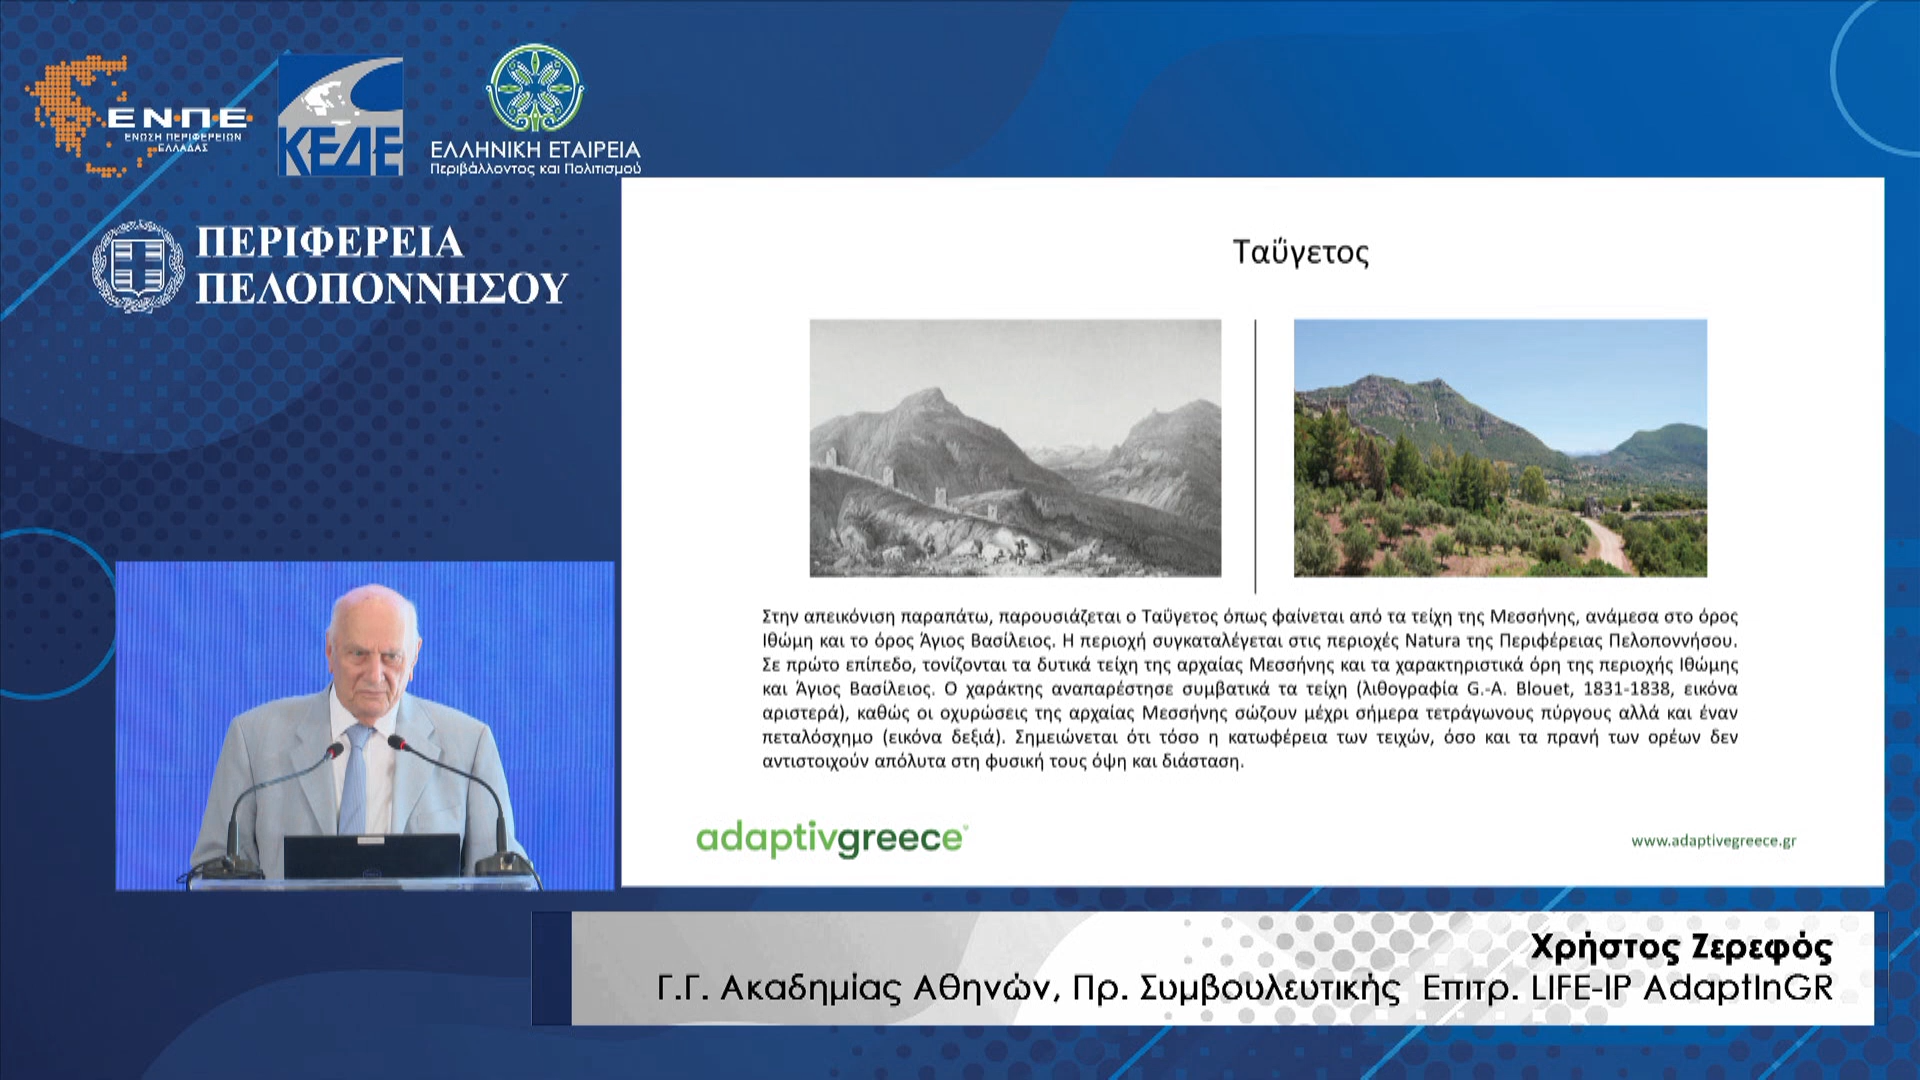 ΕΝΠΕ
ΕΝΩΣΗ ΠΕΡΙΦΕΡΕΙΩΝ
ΕΛΛΑΔΑΣ
ΚΕΔΕ
ΕΛΛΗΝΙΚΗ ΕΤΑΙΡΕΙΑ
Περιβάλλοντος και Πολιτισμού
ΠΕΡΙΦΕΡΕΙΑ
ΠΕΛΟΠΟΝΝΗΣΟΥ
Ταΰγετος
Στην απεικόνιση παραπάτω, παρουσιάζεται ο Ταΰγετος όπως φαίνεται από τα τείχη της Μεσσήνης, ανάμεσα στο όρος
Ιθώμη και το όρος Άγιος Βασίλειος. Η περιοχή συγκαταλέγεται στις περιοχές Natura της Περιφέρειας Πελοποννήσου.
Σε πρώτο επίπεδο, τονίζονται τα δυτικά τείχη της αρχαίας Μεσσήνης και τα χαρακτηριστικά όρη της περιοχής Ιθώμης
και Άγιος Βασίλειος. Ο χαράκτης αναπαρέστησε συμβατικά τα τείχη (λιθογραφία G.-A. Blouet, 1831-1838, εικόνα
αριστερά), καθώς οι οχυρώσεις της αρχαίας Μεσσήνης σώζουν μέχρι σήμερα τετράγωνους πύργους αλλά και έναν
πεταλόσχημο (εικόνα δεξιά). Σημειώνεται ότι τόσο η κατωφέρεια των τειχών, όσο και τα πρανή των ορέων δεν
αντιστοιχούν απόλυτα στη φυσική τους όψη και διάσταση.
adaptivgreece
www.adaptivegreece.gr
Χρήστος Ζερεφός
Γ.Γ. Ακαδημίας Αθηνών, Πρ. Συμβουλευτικής Επιτρ. LIFE-IP AdaptInGR